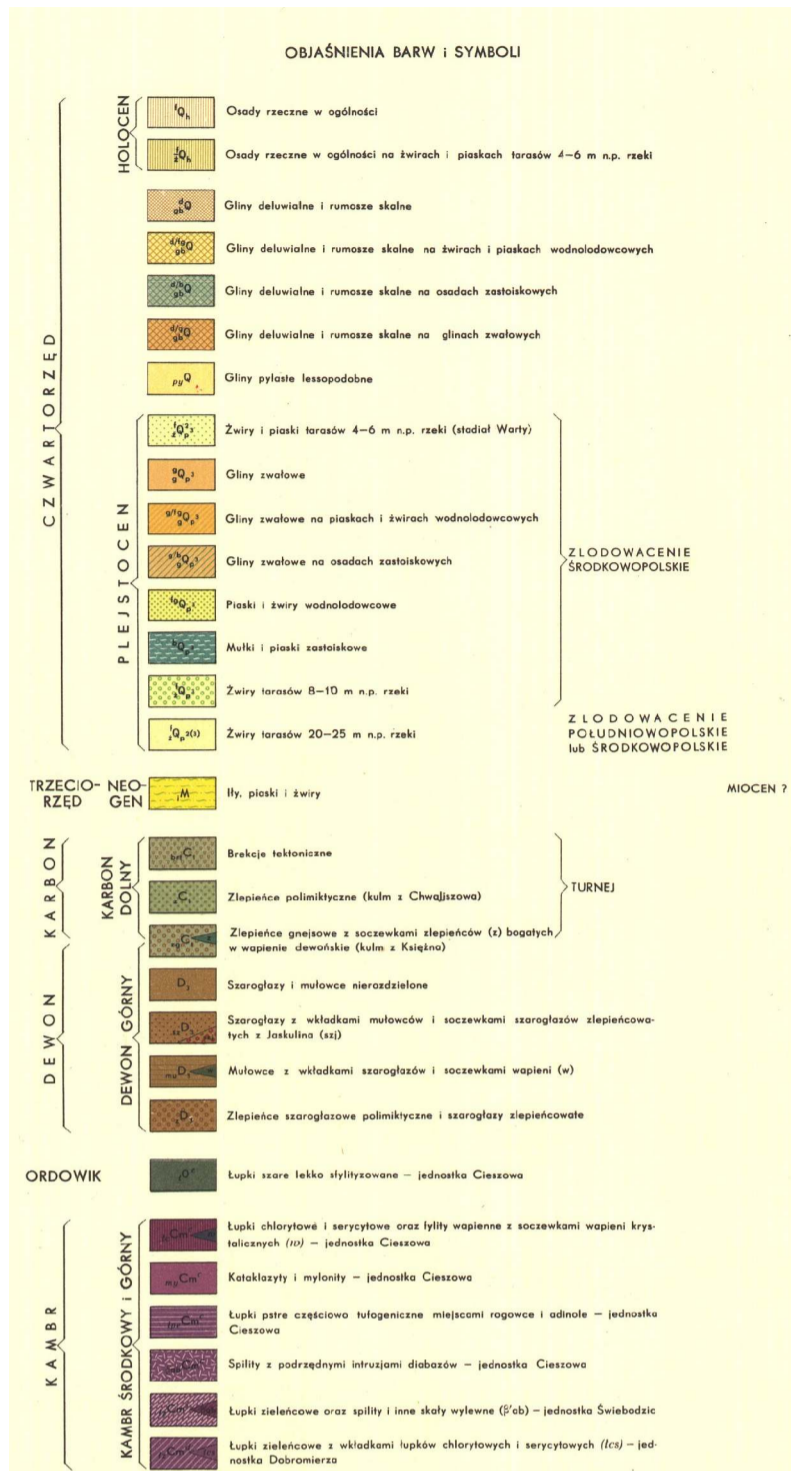 OBJAŚNIENIA BARW i SYMBOLI
CZWARTORZĘD
HOLOCEN
Osady rzeczne w ogólności
Osady rzeczne w ogólności na żwirach i piaskach tarasów 4–6 m n.p. rzeki
Gliny deluwialne i rumosze skalne
Gliny deluwialne i rumosze skalne na żwirach i piaskach wodnolodowcowych
Gliny deluwialne i rumosze skalne na osadach zastoiskowych
Gliny deluwialne i rumosze skalne na glinach zwałowych
pyQ
Gliny pylaste lessopodobne
PLEJSTOCEN
Żwiry i piaski tarasów 4–6 m n.p. rzeki (stadiał Warty)
Gliny zwałowe
Gliny zwałowe na piaskach i żwirach wodnolodowcowych
Gliny zwałowe na osadach zastoiskowych
Piaski i żwiry wodnolodowcowe
Mułki i piaski zastoiskowe
Żwiry tarasów 8–10 m n.p. rzeki
ZLODOWACENIE
ŚRODKOWOPOLSKIE
Żwiry tarasów 20–25 m n.p. rzeki
ZLODOWACENIE
POŁUDNIOWOPOLSKIE
lub ŚRODKOWOPOLSKIE
TRZECIO- NEO-
RZĘD GEN
iM
Iły, piaski i żwiry
MIOCEN ?
KARBON
KARBON
DOLNY
Brekcje tektoniczne
Zlepieńce polimiktyczne (kulm z Chwaliszowa)
TURNEJ
Zlepieńce gnejsowe z soczewkami zlepieńców (z) bogatych
w wapienie dewońskie (kulm z Książna)
DEWON
DEWON GÓRNY
D3
Szarogłazy i mułowce nierozdzielone
Szarogłazy z wkładkami mułowców i soczewkami szarogłazów zlepieńcowa-
tych z Jaskulina (szj)
Mułowce z wkładkami szarogłazów i soczewkami wapieni (w)
Zlepieńce szarogłazowe polimiktyczne i szarogłazy zlepieńcowate
ORDOWIK
Łupki szare lekko sfylityzowane – jednostka Cieszowa
KAMBR
KAMBR ŚRODKOWY i GÓRNY
Łupki chlorytowe i serycytowe oraz fylity wapienne z soczewkami wapieni krys-
talicznych (w) – jednostka Cieszowa
Kataklazyty i mylonity – jednostka Cieszowa
Łupki pstre częściowo tufogeniczne miejscami rogowce i adinole – jednostka
Cieszowa
Spility z podrzędnymi intruzjami diabazów – jednostka Cieszowa
Łupki zieleńcowe oraz spility i inne skały wylewne (β'ab) – jednostka Świebodzic
Łupki zieleńcowe z wkładkami łupków chlorytowych i serycytowych (łcs) – jed-
nostka Dobromierza